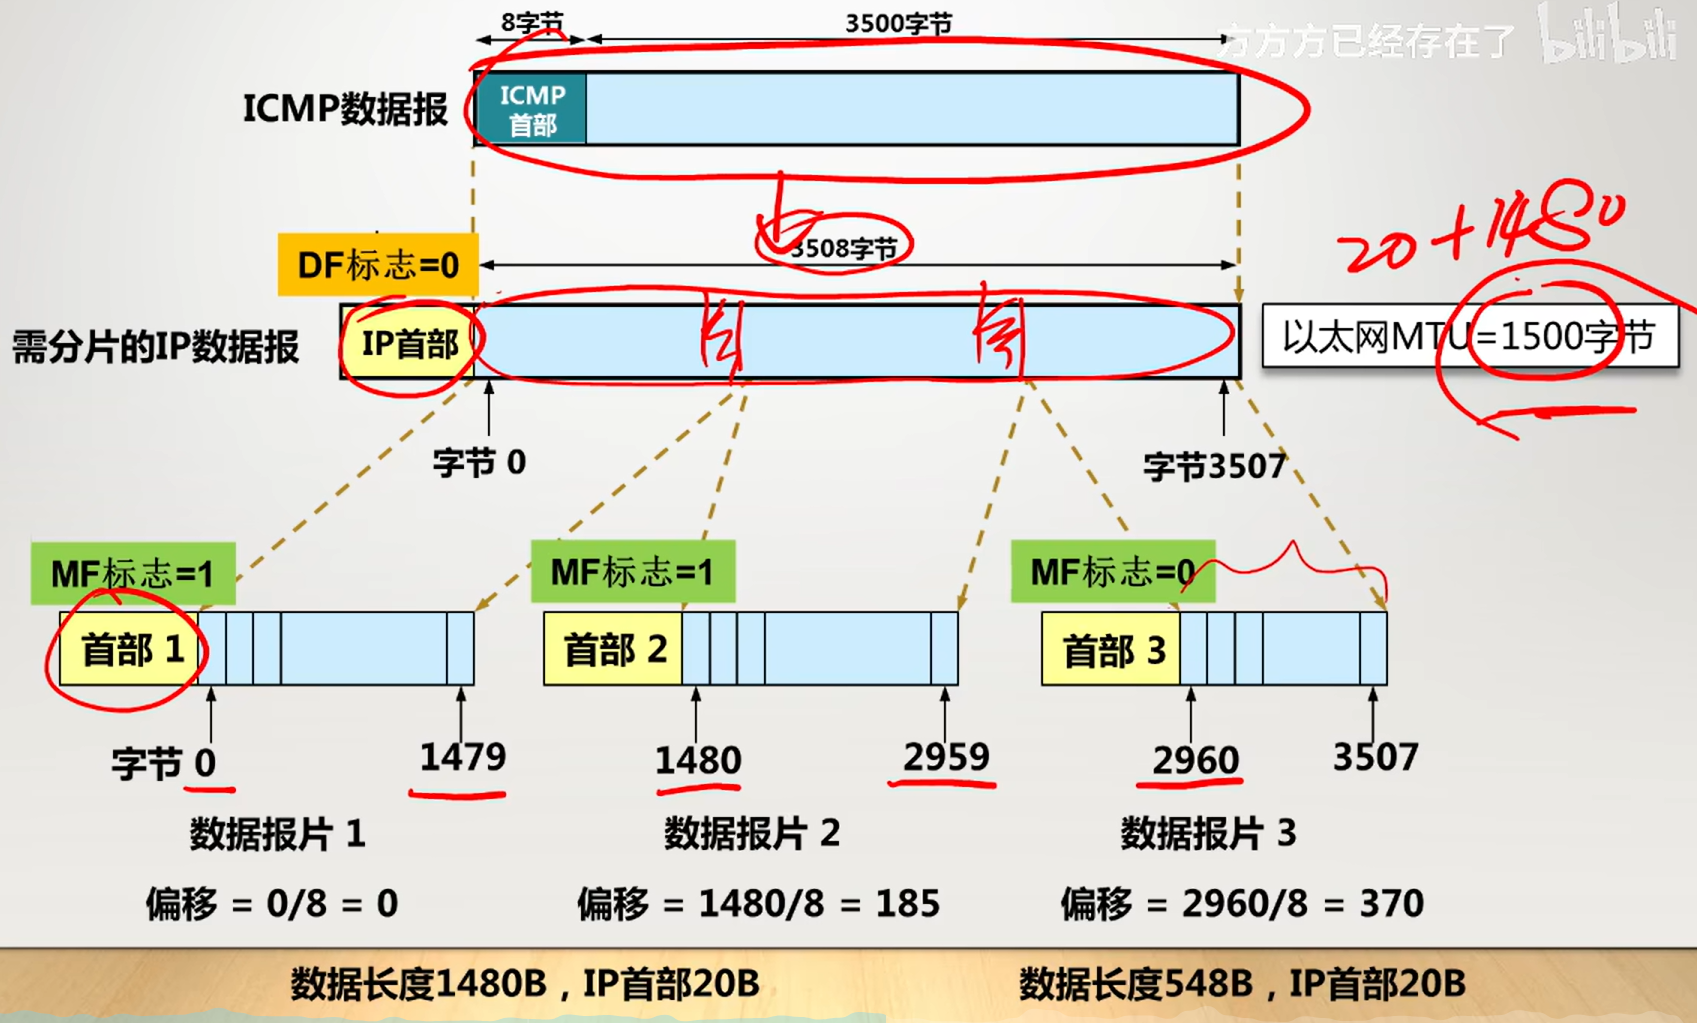 8字节
3500字节
方方方已经存在了 bilibili
ICMP数据报
ICMP
首部
20+1480
DF标志=0
3508字节
需分片的IP数据报
IP首部
以太网MTU=1500字节
字节 0
字节3507
MF标志=1
MF标志=1
MF标志=0
首部 1
首部 2
首部 3
字节 0
1479
1480
2959
2960
3507
数据报片 1
数据报片 2
数据报片 3
偏移 = 0/8 = 0
偏移 = 1480/8 = 185
偏移 = 2960/8 = 370
数据长度1480B，IP首部20B
数据长度548B，IP首部20B